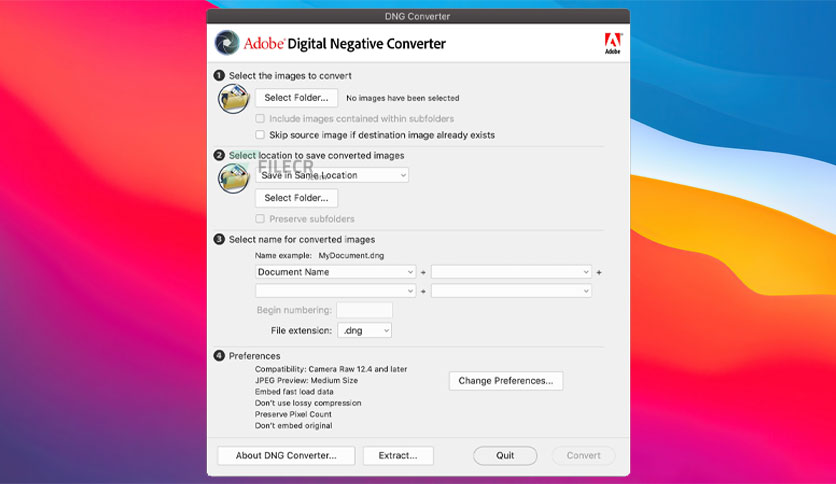 DNG Converter
Adobe® Digital Negative Converter
Adobe
1 Select the images to convert
Select Folder... No images have been selected
Include images contained within subfolders
Skip source image if destination image already exists
2 Select location to save converted images
FILECR
Save in Same Location
Select Folder...
Preserve subfolders
3 Select name for converted images
Name example: MyDocument.dng
Document Name + +
+
Begin numbering:
File extension: .dng
4 Preferences
Compatibility: Camera Raw 12.4 and later
JPEG Preview: Medium Size
Embed fast load data
Don't use lossy compression
Preserve Pixel Count
Don't embed original
Change Preferences...
About DNG Converter... Extract... Quit Convert